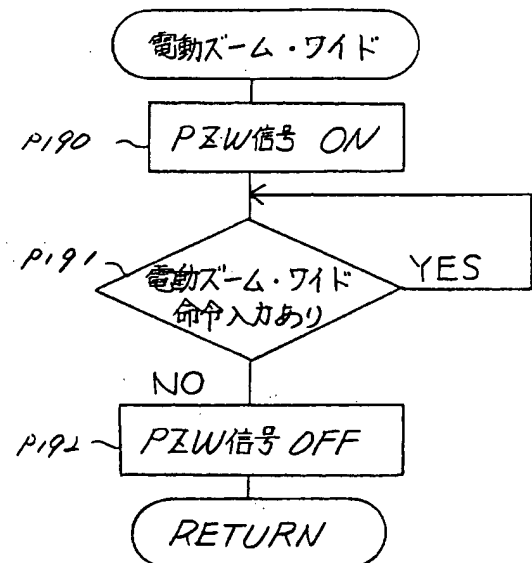 電動ズーム・ワイド
P190
PZW信号 ON
P191
電動ズーム・ワイド
命令入力あり
YES
NO
P192
PZW信号 OFF
RETURN